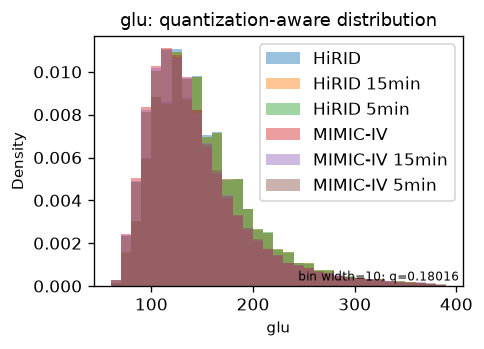 glu: quantization-aware distribution
Density
0.010
0.008
0.006
0.004
0.002
0.000
HiRID
HiRID 15min
HiRID 5min
MIMIC-IV
MIMIC-IV 15min
MIMIC-IV 5min
bin width=10; q=0.18016
100
200
300
400
glu